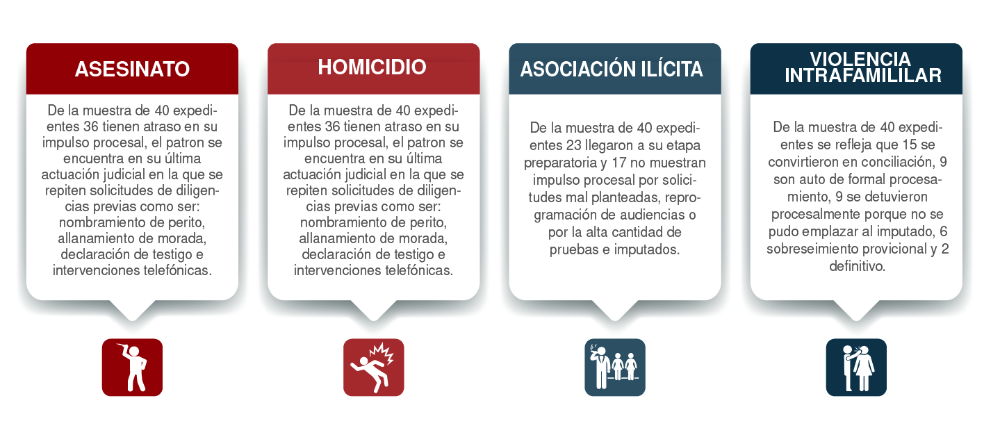 ASESINATO
De la muestra de 40 expedi-
entes 36 tienen atraso en su
impulso procesal, el patron se
encuentra en su última
actuación judicial en la que se
repiten solicitudes de diligen-
cias previas como ser:
nombramiento de perito,
allanamiento de morada,
declaración de testigo e
intervenciones telefónicas.
HOMICIDIO
De la muestra de 40 expedi-
entes 36 tienen atraso en su
impulso procesal, el patron se
encuentra en su última
actuación judicial en la que se
repiten solicitudes de diligen-
cias previas como ser:
nombramiento de perito,
allanamiento de morada,
declaración de testigo e
intervenciones telefónicas.
ASOCIACIÓN ILÍCITA
De la muestra de 40 expedi-
entes 23 llegaron a su etapa
preparatoria y 17 no muestran
impulso procesal por solici-
tudes mal planteadas, repro-
gramación de audiencias o
por la alta cantidad de
pruebas e imputados.
VIOLENCIA
INTRAFAMILILAR
De la muestra de 40 expedi-
entes se refleja que 15 se
convirtieron en conciliación, 9
son auto de formal procesa-
miento, 9 se detuvieron
procesalmente porque no se
pudo emplazar al imputado, 6
sobreseimiento provicional y 2
definitivo.